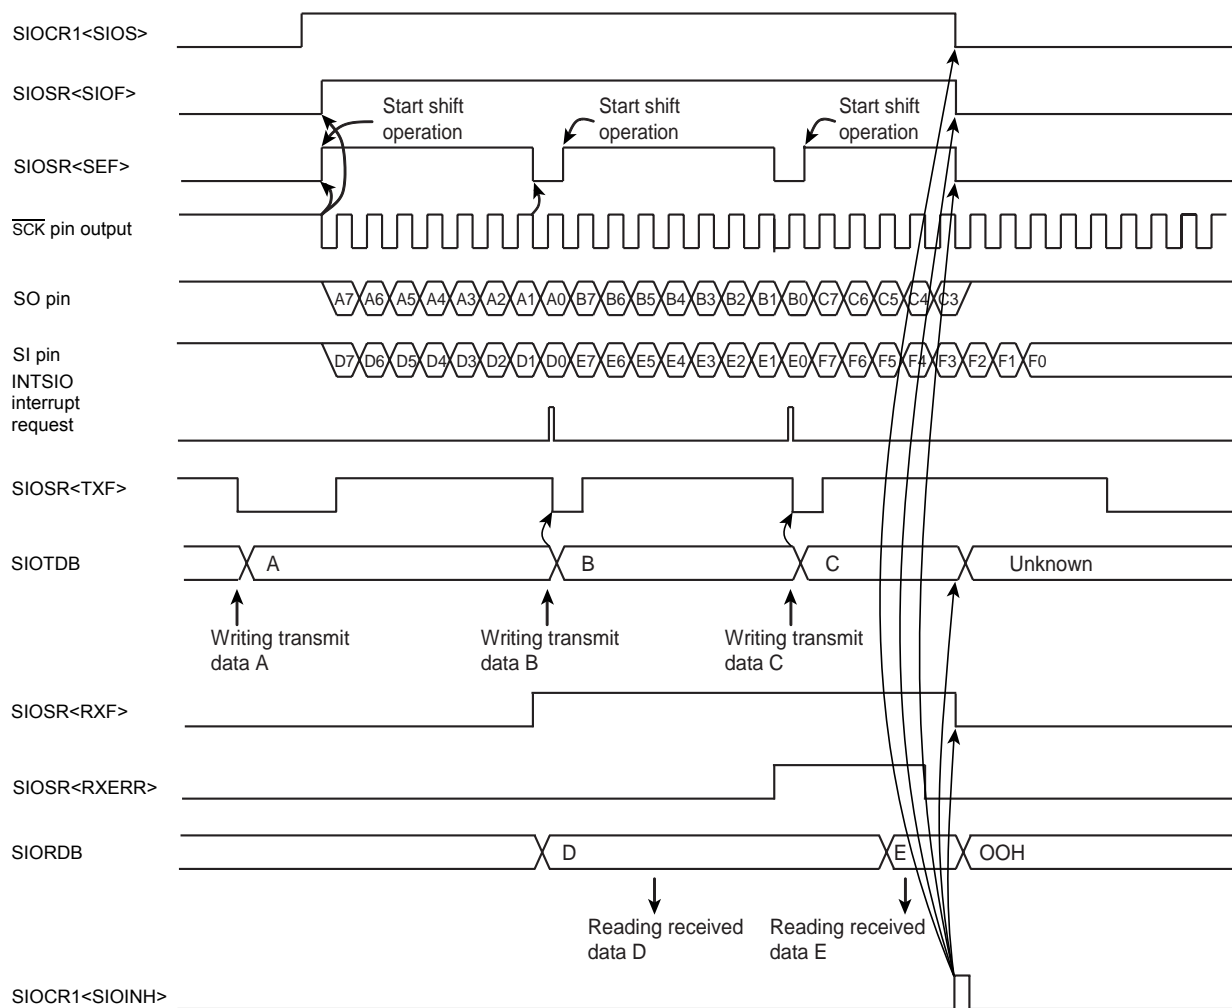 SIOCR1<SIOS>
SIOSR<SIOF>
Start shift
operation
Start shift
operation
Start shift
operation
SIOSR<SEF>
SCK pin output
SO pin
A7 A6 A5 A4 A3 A2 A1 A0 B7 B6 B5 B4 B3 B2 B1 B0 C7 C6 C5 C4 C3
SI pin
D7 D6 D5 D4 D3 D2 D1 D0 E7 E6 E5 E4 E3 E2 E1 E0 F7 F6 F5 F4 F3 F2 F1 F0
INTSIO
interrupt
request
SIOSR<TXF>
SIOTDB
A
B
C
Unknown
Writing transmit
data A
Writing transmit
data B
Writing transmit
data C
SIOSR<RXF>
SIOSR<RXERR>
SIORDB
D
E
OOH
Reading received
data D
Reading received
data E
SIOCR1<SIOINH>